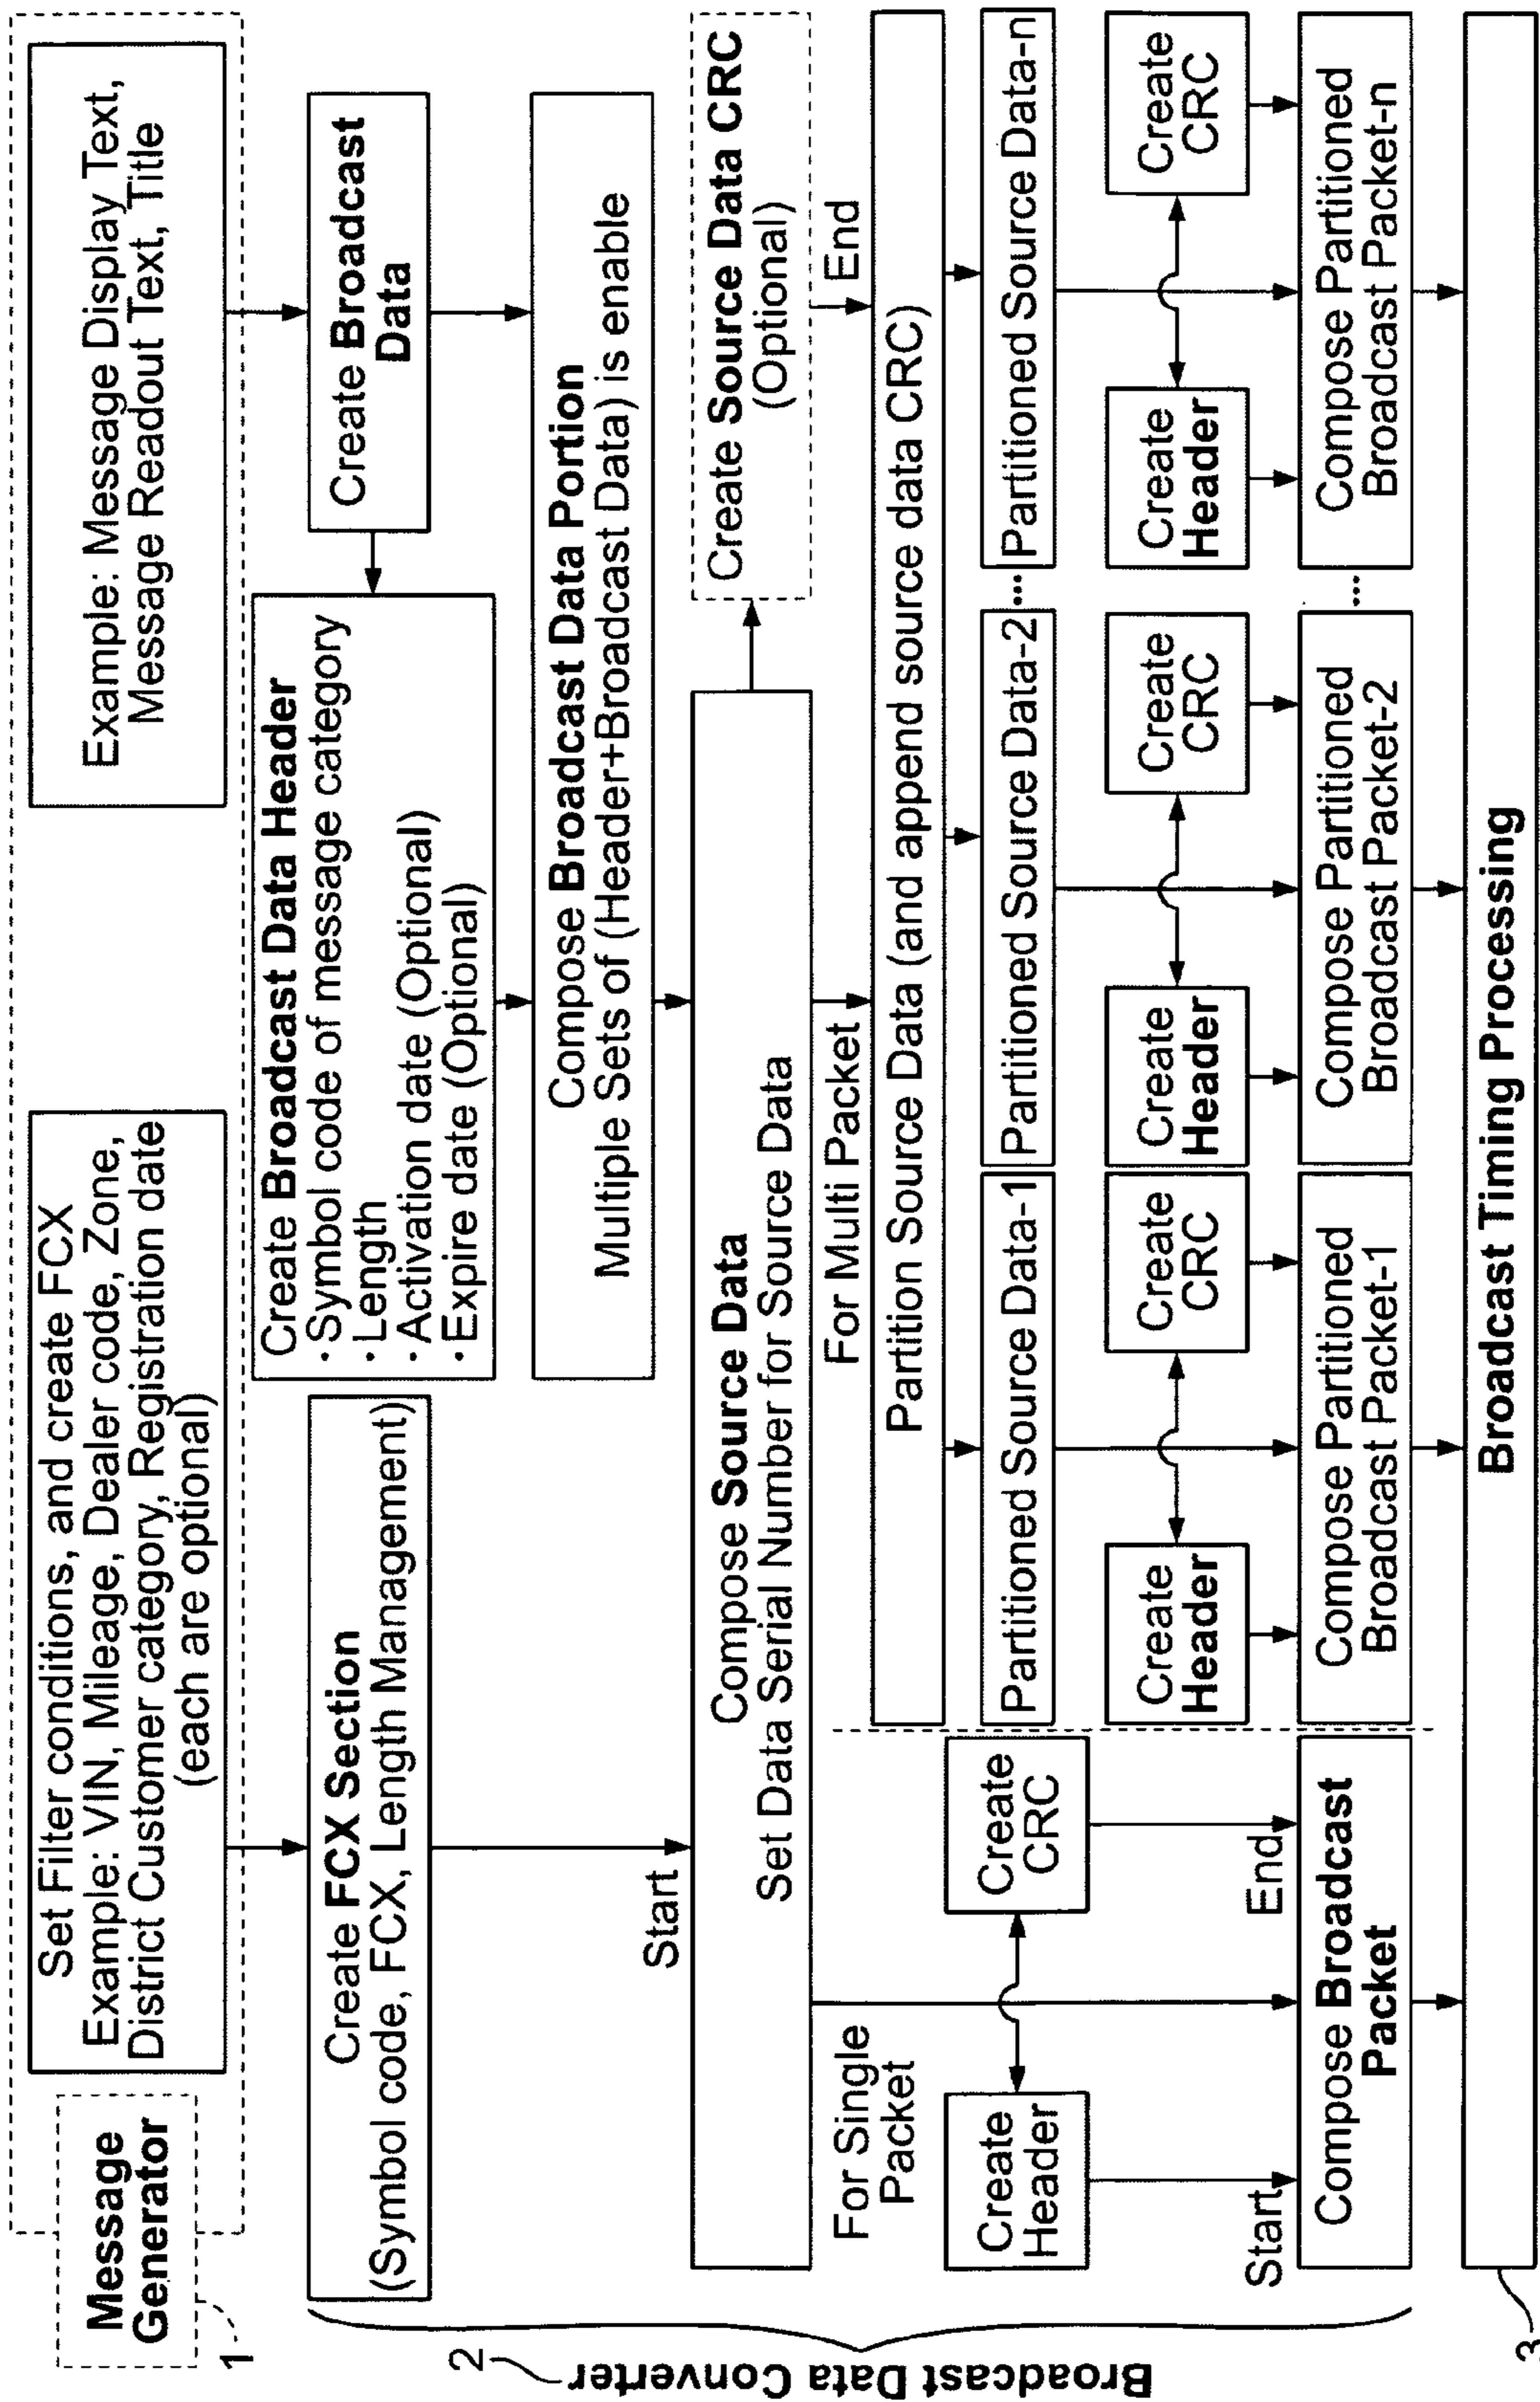 Message
Generator
1
Set Filter conditions, and create FCX
Example: VIN, Mileage, Dealer code, Zone,
District Customer category, Registration date
(each are optional)
Example: Message Display Text,
Message Readout Text, Title
Broadcast Data Converter
2
Create FCX Section
(Symbol code, FCX, Length Management)
Create Broadcast Data Header
· Symbol code of message category
· Length
· Activation date (Optional)
· Expire date (Optional)
Create Broadcast
Data
Compose Broadcast Data Portion
Multiple Sets of (Header+Broadcast Data) is enable
Start
Compose Source Data
Set Data Serial Number for Source Data
Create Source Data CRC
(Optional)
End
For Single
Packet
For Multi Packet
Partition Source Data (and append source data CRC)
Create
Header
Create
CRC
Partitioned Source Data-1
Partitioned Source Data-2
...
Partitioned Source Data-n
Create
Header
Create
CRC
Create
Header
Create
CRC
Create
Header
Create
CRC
Start
End
Compose Broadcast
Packet
Compose Partitioned
Broadcast Packet-1
Compose Partitioned
Broadcast Packet-2
...
Compose Partitioned
Broadcast Packet-n
Broadcast Timing Processing
3